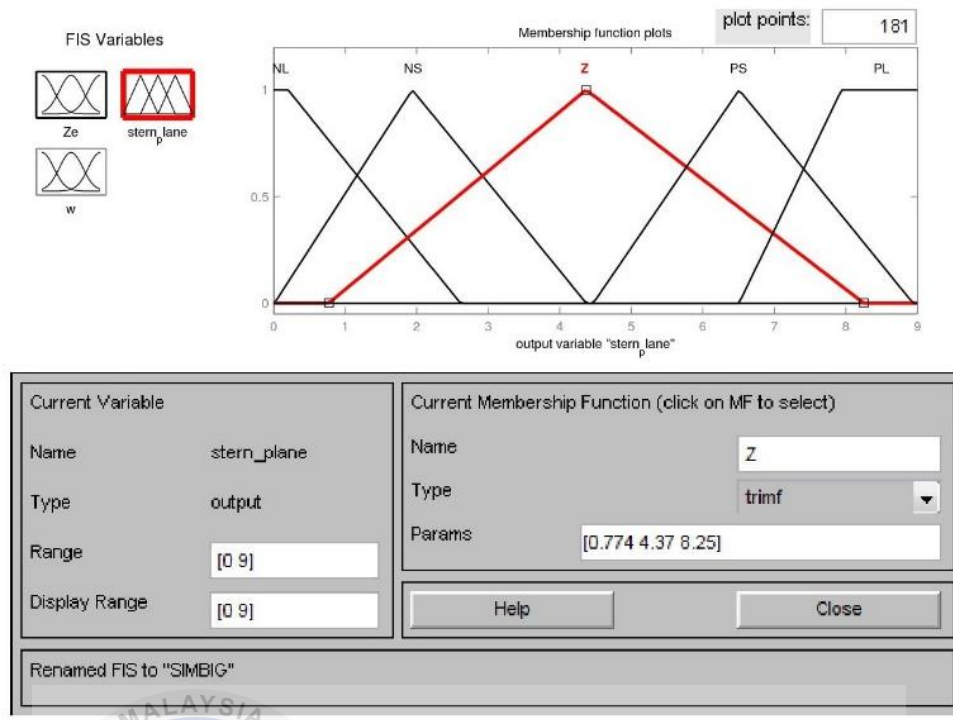 FIS Variables
Membership function plots
plot points:
181
NL NS Z PS PL
1
0.5
0
0 1 2 3 4 5 6 7 8 9
output variable "stern_plane"
Ze
stern_plane
w
Current Variable
Name stern_plane
Type output
Range [0 9]
Display Range [0 9]
Current Membership Function (click on MF to select)
Name Z
Type trimf
Params [0.774 4.37 8.25]
Help Close
Renamed FIS to "SIMBIG"
MALAYSIA